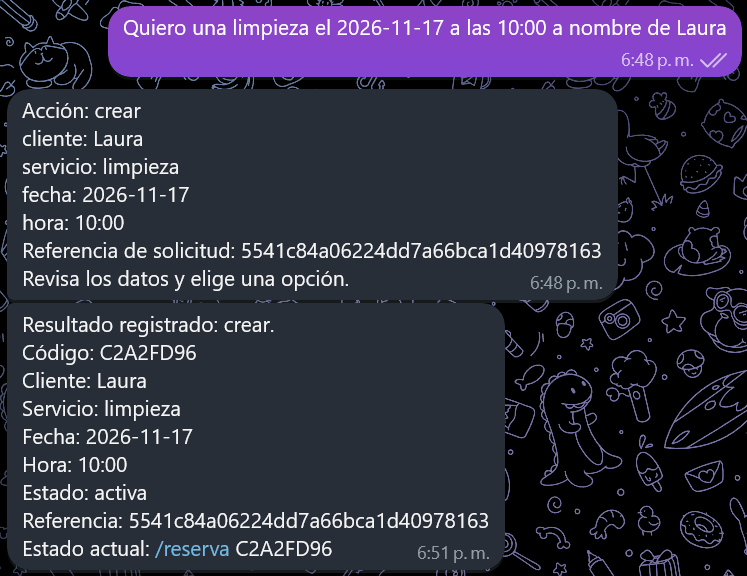 Quiero una limpieza el 2026-11-17 a las 10:00 a nombre de Laura
6:48 p. m.
Acción: crear
cliente: Laura
servicio: limpieza
fecha: 2026-11-17
hora: 10:00
Referencia de solicitud: 5541c84a06224dd7a66bca1d40978163
Revisa los datos y elige una opción.
6:48 p. m.
Resultado registrado: crear.
Código: C2A2FD96
Cliente: Laura
Servicio: limpieza
Fecha: 2026-11-17
Hora: 10:00
Estado: activa
Referencia: 5541c84a06224dd7a66bca1d40978163
Estado actual: /reserva C2A2FD96
6:51 p. m.